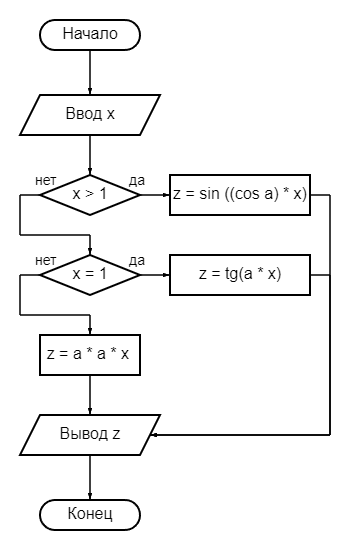 Начало
Ввод x
нет
да
x > 1
z = sin ((cos a) * x)
нет
да
x = 1
z = tg(a * x)
z = a * a * x
Вывод z
Конец